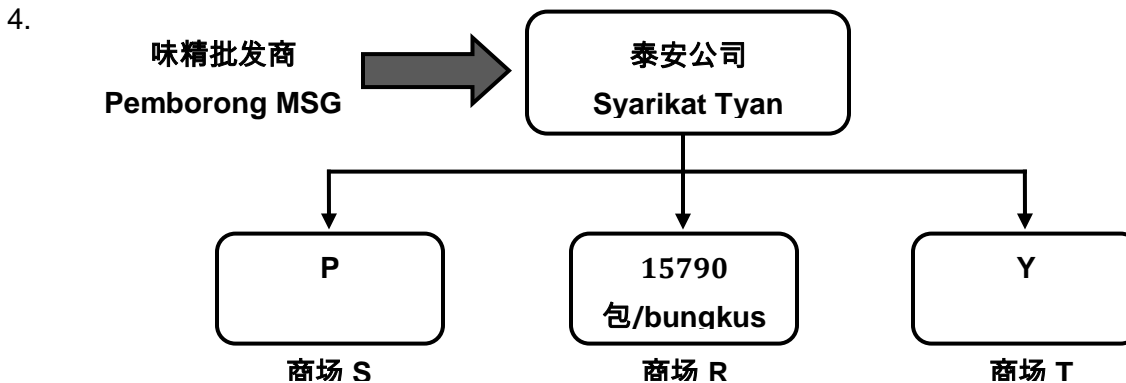 4.
味精批发商
Pemborong MSG
泰安公司
Syarikat Tyan
P
15790
包/bungkus
Y
商场 S
商场 R
商场 T